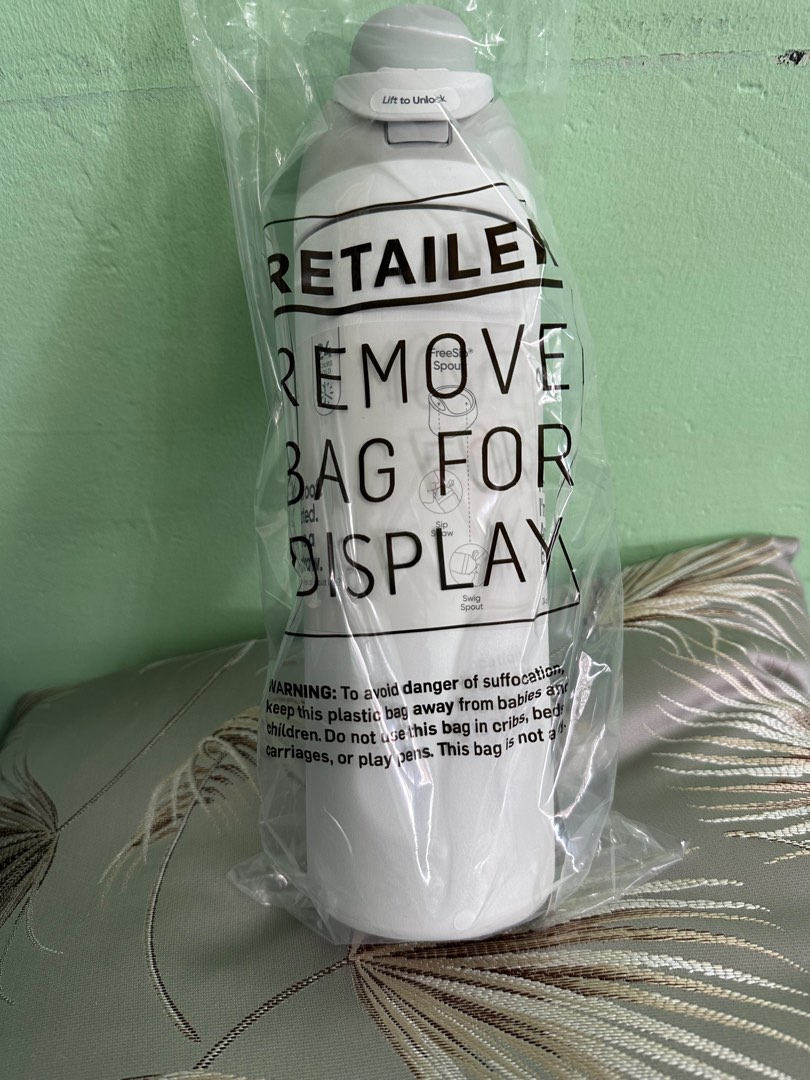 Lift to Unlock
RETAILER
REMOVE
BAG FOR
DISPLAY
FreeSip®
Spout
Sip
Straw
Swig
Spout
WARNING: To avoid danger of suffocation,
keep this plastic bag away from babies and
children. Do not use this bag in cribs, beds,
carriages, or play pens. This bag is not a